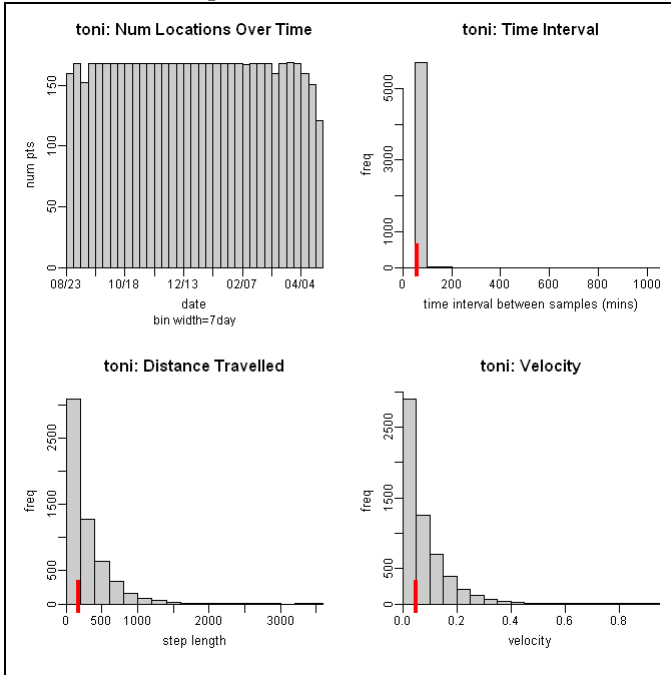 toni: Num Locations Over Time
num pts
0
50
100
150
08/23
10/18
12/13
02/07
04/04
date
bin width=7day
toni: Time Interval
freq
0
1000
3000
5000
0
200
400
600
800
1000
time interval between samples (mins)
toni: Distance Travelled
freq
0
500
1500
2500
0
500
1000
2000
3000
step length
toni: Velocity
freq
0
500
1500
2500
0.0
0.2
0.4
0.6
0.8
velocity